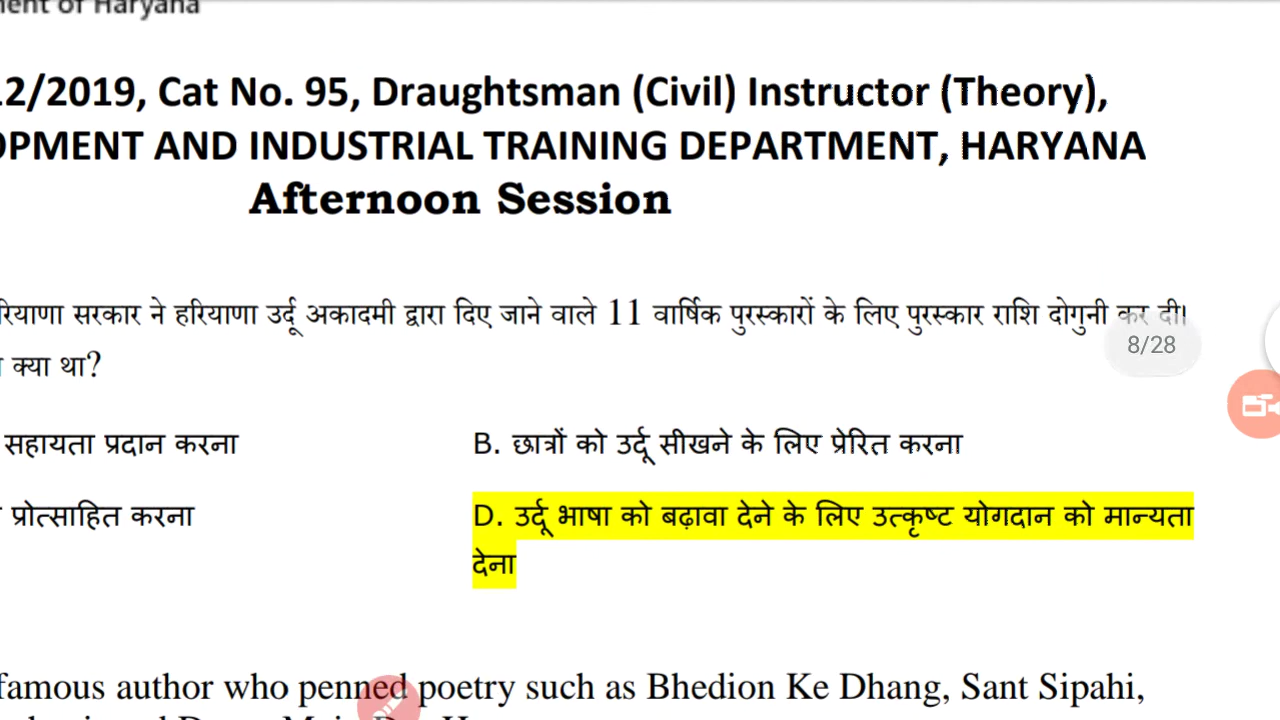 ment of Haryana
12/2019, Cat No. 95, Draughtsman (Civil) Instructor (Theory),
OPMENT AND INDUSTRIAL TRAINING DEPARTMENT, HARYANA
Afternoon Session
रियाणा सरकार ने हरियाणा उर्दू अकादमी द्वारा दिए जाने वाले 11 वार्षिक पुरस्कारों के लिए पुरस्कार राशि दोगुनी कर दी।
8/28
क्या था?
सहायता प्रदान करना B. छात्रों को उर्दू सीखने के लिए प्रेरित करना
प्रोत्साहित करना D. उर्दू भाषा को बढ़ावा देने के लिए उत्कृष्ट योगदान को मान्यता
देना
famous author who penned poetry such as Bhedion Ke Dhang, Sant Sipahi,